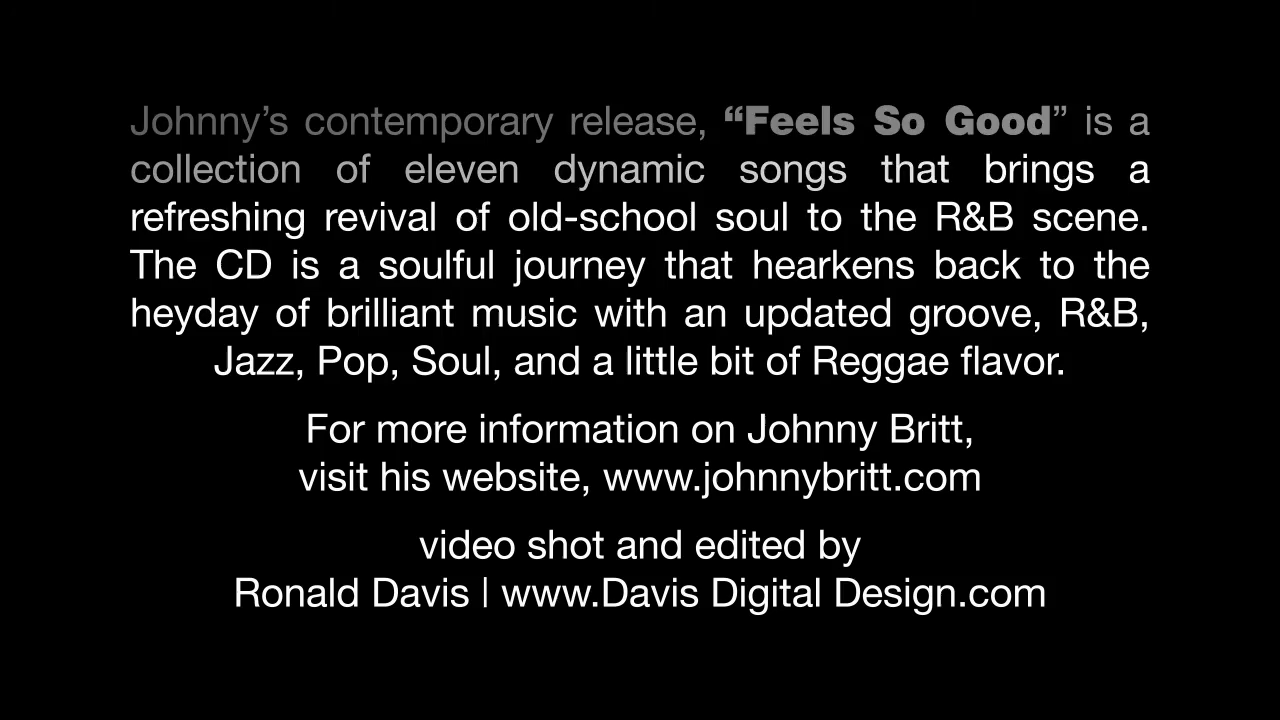 Johnny’s contemporary release, “Feels So Good” is a
collection of eleven dynamic songs that brings a
refreshing revival of old-school soul to the R&B scene.
The CD is a soulful journey that hearkens back to the
heyday of brilliant music with an updated groove, R&B,
Jazz, Pop, Soul, and a little bit of Reggae flavor.
For more information on Johnny Britt,
visit his website, www.johnnybritt.com
video shot and edited by
Ronald Davis | www.Davis Digital Design.com